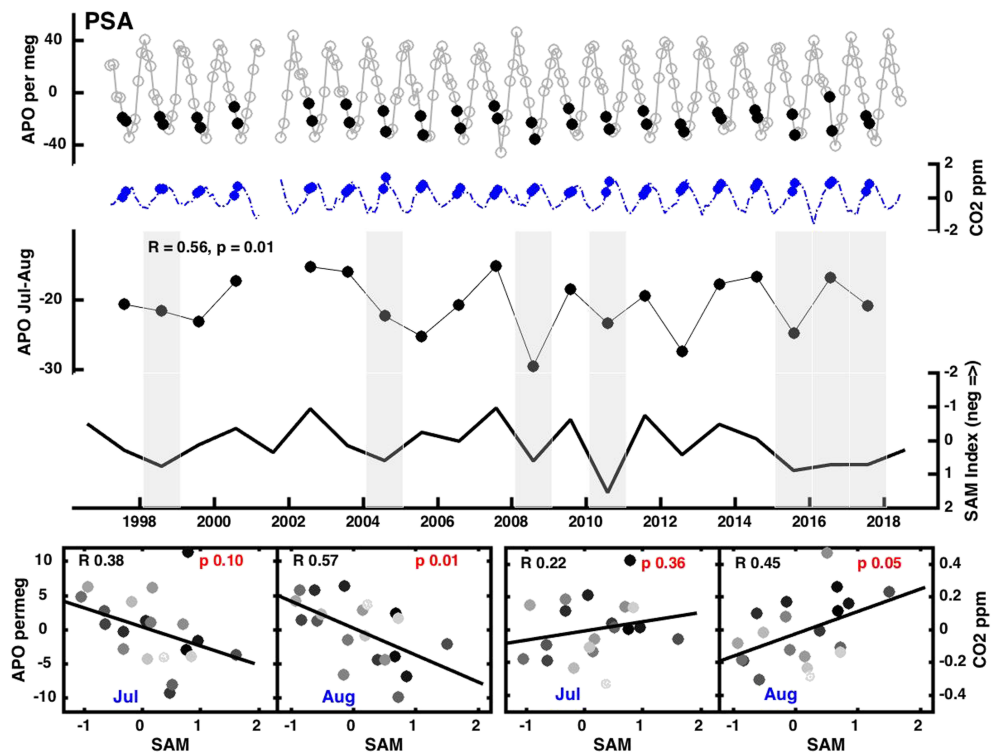 PSA
APO per meg
40
0
-40
2
0
-2
CO2 ppm
R = 0.56, p = 0.01
APO Jul-Aug
-20
-30
-2
-1
0
1
2
SAM Index (neg =>)
1998 2000 2002 2004 2006 2008 2010 2012 2014 2016 2018
R 0.38 p 0.10 R 0.57 p 0.01 R 0.22 p 0.36 R 0.45 p 0.05
APO permeg
10
5
0
-5
-10
0.4
0.2
0
-0.2
-0.4
CO2 ppm
Jul Aug Jul Aug
-1 0 1 2 -1 0 1 2 -1 0 1 2 -1 0 1 2
SAM SAM SAM SAM